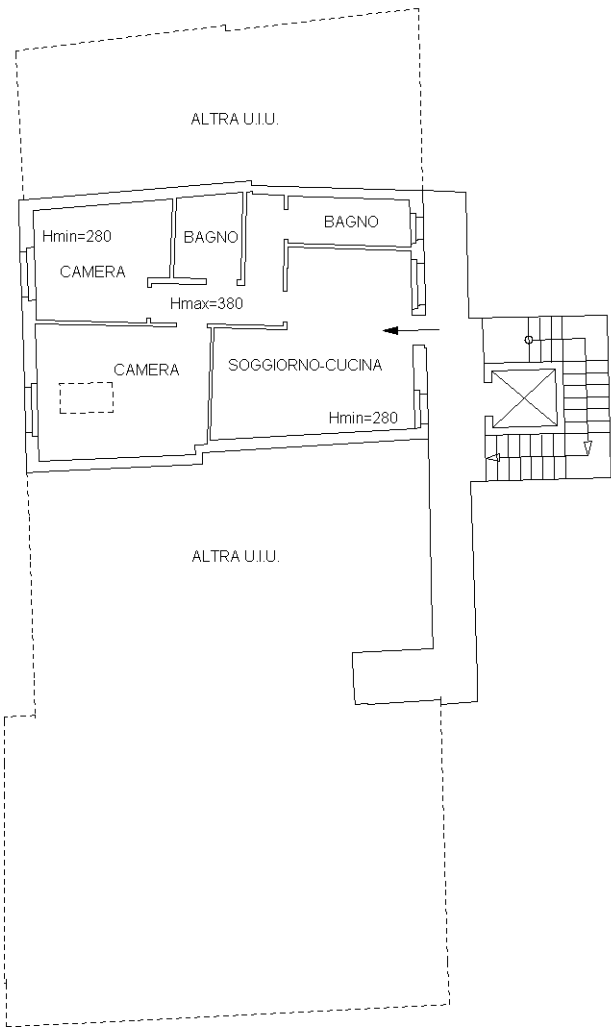 ALTRA U.I.U.
BAGNO
Hmin=280
BAGNO
CAMERA
Hmax=380
CAMERA
SOGGIORNO-CUCINA
Hmin=280
ALTRA U.I.U.